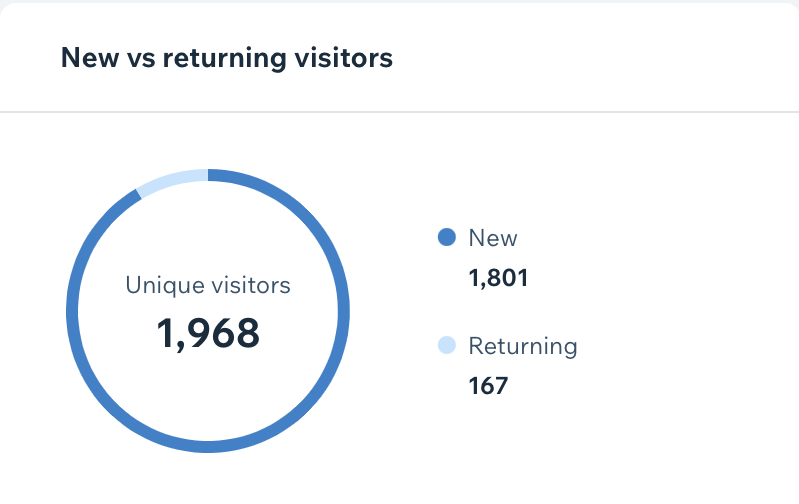 New vs returning visitors
Unique visitors
1,968
New
1,801
Returning
167